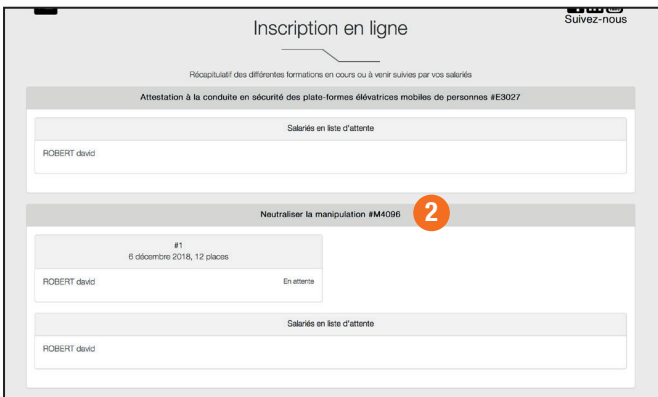 Suivez-nous
Inscription en ligne
Récapitulatif des différentes formations en cours ou à venir suivies par vos salariés
Attestation à la conduite en sécurité des plate-formes élévatrices mobiles de personnes #E3027
Salariés en liste d'attente
ROBERT david
Neutraliser la manipulation #M4096
2
#1
6 décembre 2018, 12 places
ROBERT david En attente
Salariés en liste d'attente
ROBERT david